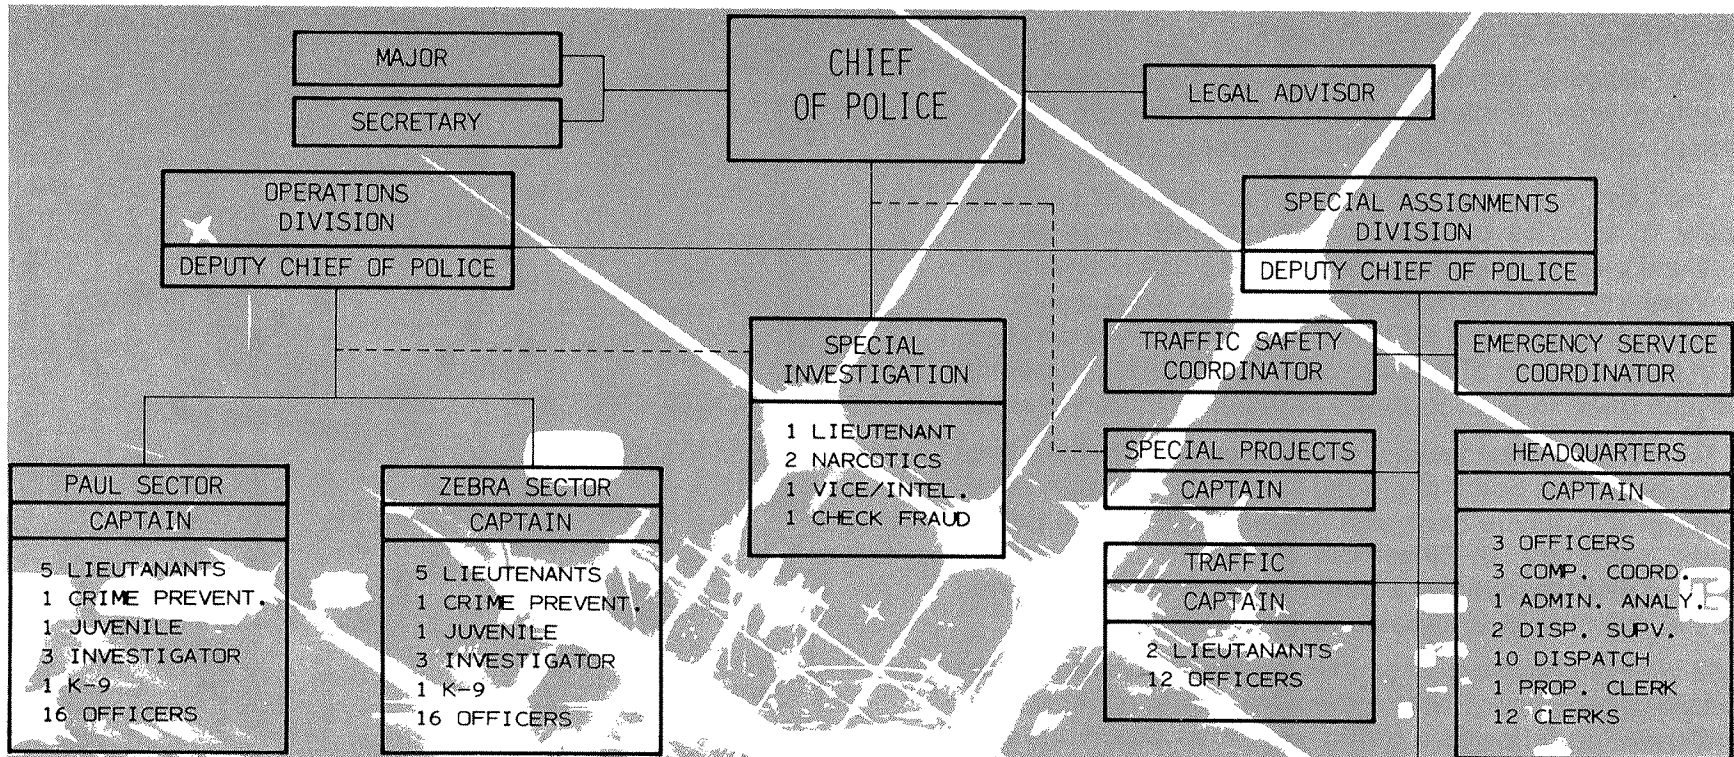 MAJOR
SECRETARY
CHIEF
OF POLICE
LEGAL ADVISOR
OPERATIONS
DIVISION
DEPUTY CHIEF OF POLICE
SPECIAL ASSIGNMENTS
DIVISION
DEPUTY CHIEF OF POLICE
SPECIAL
INVESTIGATION
1 LIEUTENANT
2 NARCOTICS
1 VICE/INTEL.
1 CHECK FRAUD
TRAFFIC SAFETY
COORDINATOR
EMERGENCY SERVICE
COORDINATOR
PAUL SECTOR
CAPTAIN
5 LIEUTANANTS
1 CRIME PREVENT.
1 JUVENILE
3 INVESTIGATOR
1 K-9
16 OFFICERS
ZEBRA SECTOR
CAPTAIN
5 LIEUTENANTS
1 CRIME PREVENT.
1 JUVENILE
3 INVESTIGATOR
1 K-9
16 OFFICERS
SPECIAL PROJECTS
CAPTAIN
TRAFFIC
CAPTAIN
2 LIEUTANANTS
12 OFFICERS
HEADQUARTERS
CAPTAIN
3 OFFICERS
3 COMP. COORD.
1 ADMIN. ANALY.
2 DISP. SUPV.
10 DISPATCH
1 PROP. CLERK
12 CLERKS